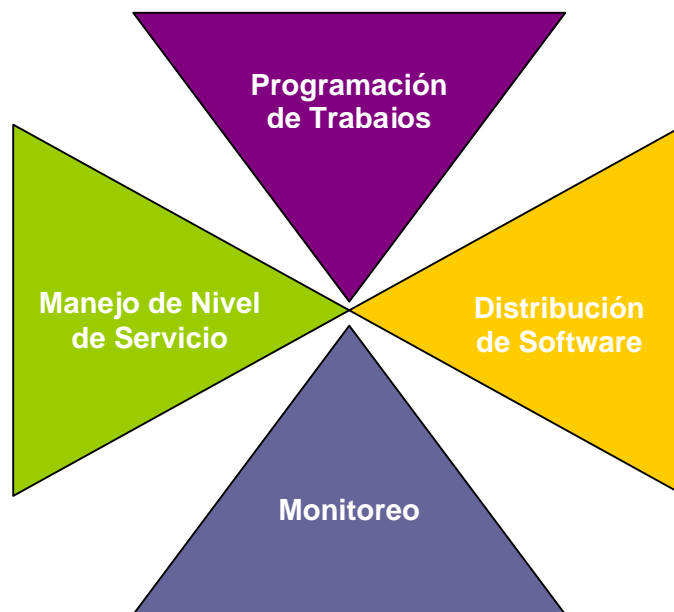 Programación
de Trabaios
Manejo de Nivel
de Servicio
Distribución
de Software
Monitoreo